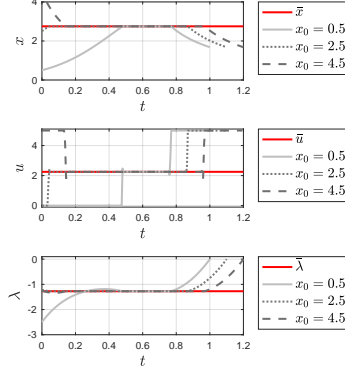 4
2
0
x
0 0.2 0.4 0.6 0.8 1 1.2
t
x̄
x₀ = 0.5
x₀ = 2.5
x₀ = 4.5
4
2
0
u
0 0.2 0.4 0.6 0.8 1 1.2
t
ū
x₀ = 0.5
x₀ = 2.5
x₀ = 4.5
0
-1
-2
-3
λ
0 0.2 0.4 0.6 0.8 1 1.2
t
λ̄
x₀ = 0.5
x₀ = 2.5
x₀ = 4.5